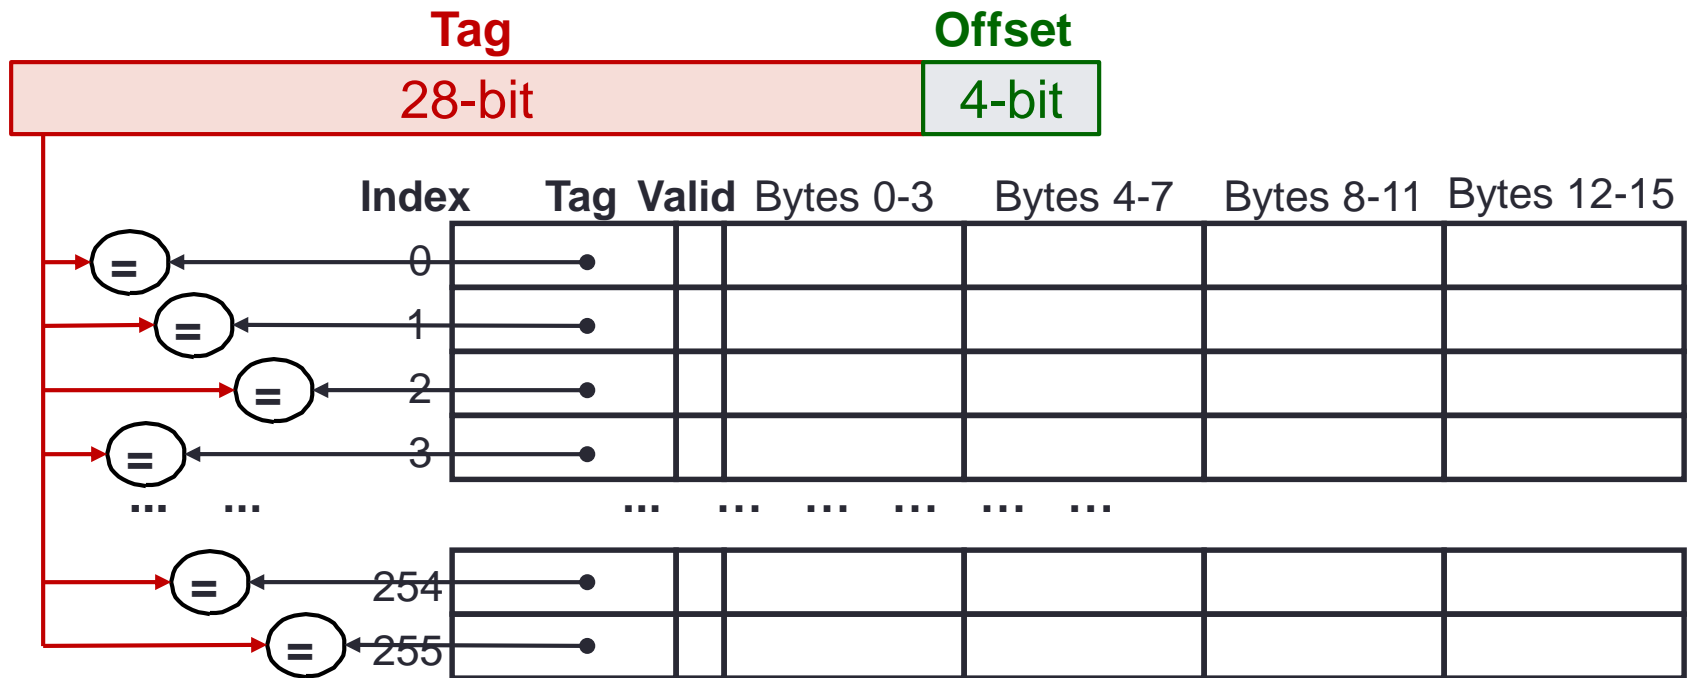 Tag Offset
28-bit 4-bit
Index Tag Valid Bytes 0-3 Bytes 4-7 Bytes 8-11 Bytes 12-15
= 0
= 1
= 2
= 3
... ... ... ... ... ... ... ...
= 254
= 255